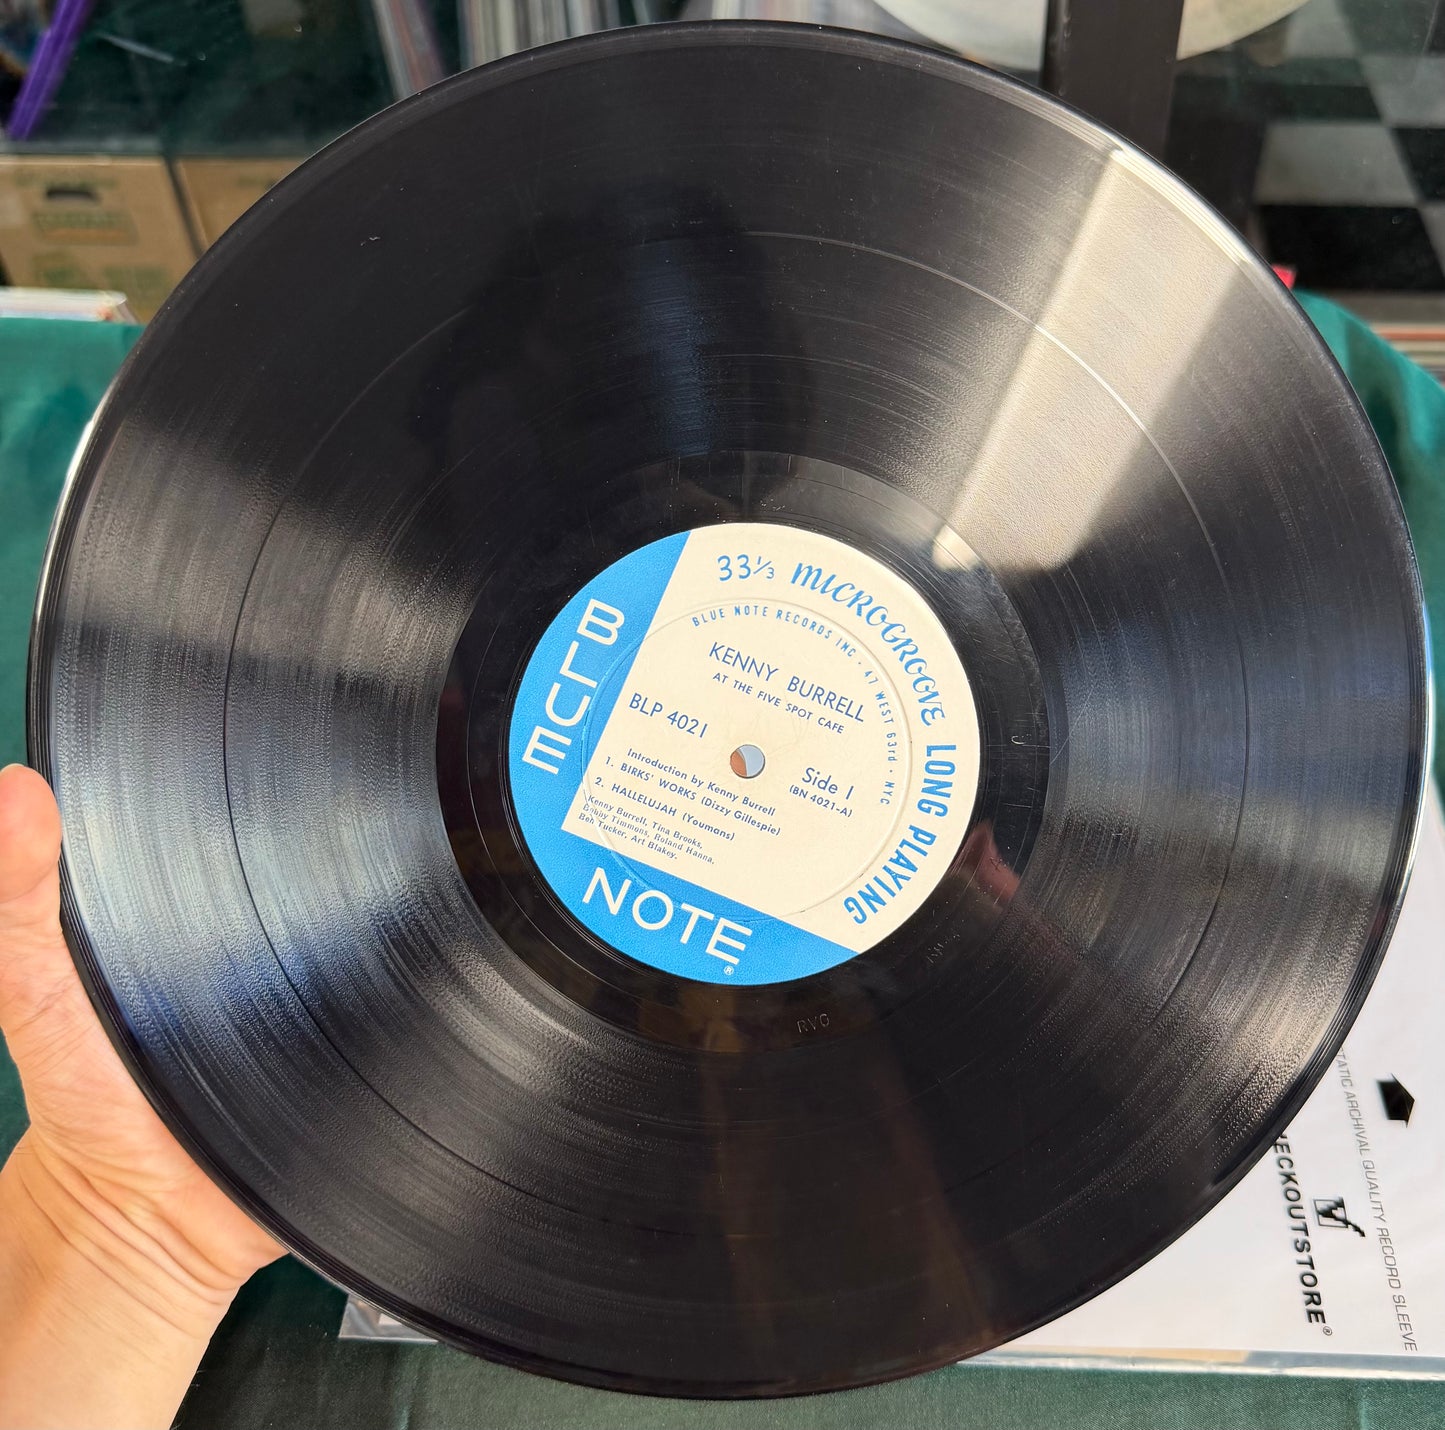 33⅓ MICROGROOVE LONG PLAYING
BLUE NOTE RECORDS INC · 47 WEST 63rd · NYC
KENNY BURRELL
AT THE FIVE SPOT CAFE
BLP 4021
Side 1
(BN 4021-A)
Introduction by Kenny Burrell
1. BIRKS' WORKS (Dizzy Gillespie)
2. HALLELUJAH (Youmans)
Kenny Burrell, Tina Brooks,
Bobby Timmons, Roland Hanna,
Ben Tucker, Art Blakey.
BLUE
NOTE®
RVG
TATIC ARCHIVAL QUALITY RECORD SLEEVE
ECKOUTSTORE®